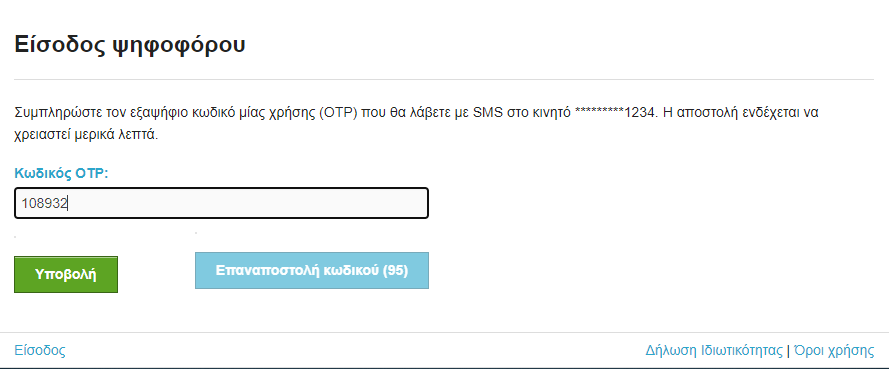 Είσοδος ψηφοφόρου
Συμπληρώστε τον εξαψήφιο κωδικό μίας χρήσης (OTP) που θα λάβετε με SMS στο κινητό *********1234. Η αποστολή ενδέχεται να
χρειαστεί μερικά λεπτά.
Κωδικός OTP:
108932
Υποβολή
Επαναποστολή κωδικού (95)
Είσοδος
Δήλωση Ιδιωτικότητας | Όροι χρήσης